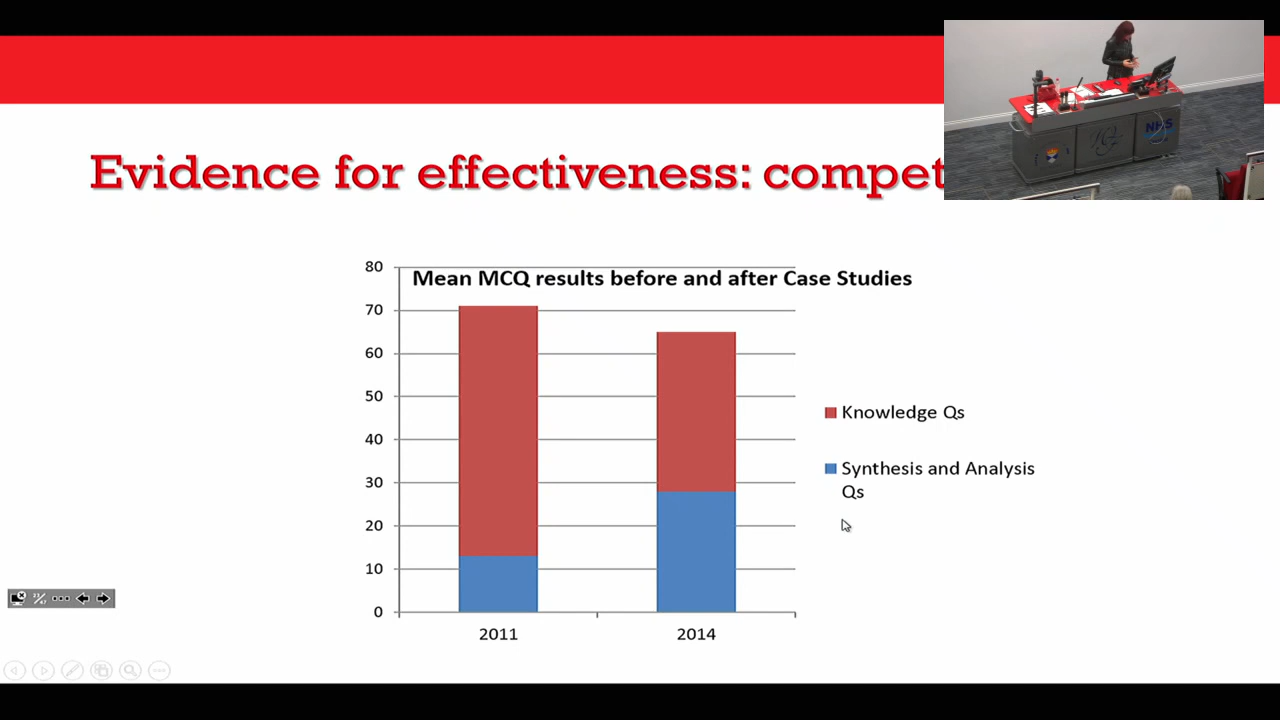 Evidence for effectiveness: compet
NHS
Mean MCQ results before and after Case Studies
80
70
60
50
40
30
20
10
0
2011
2014
Knowledge Qs
Synthesis and Analysis
Qs